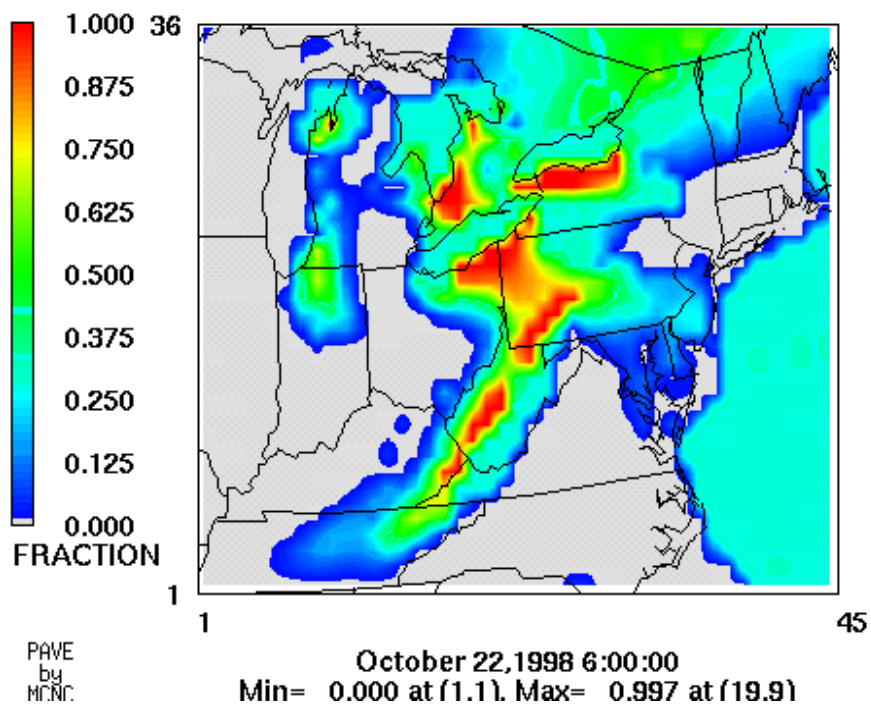 1.000
0.875
0.750
0.625
0.500
0.375
0.250
0.125
0.000
FRACTION
36
1
1
45
PAVE
by
MCNC
October 22,1998 6:00:00
Min= 0.000 at (1,1), Max= 0.997 at (19,9)